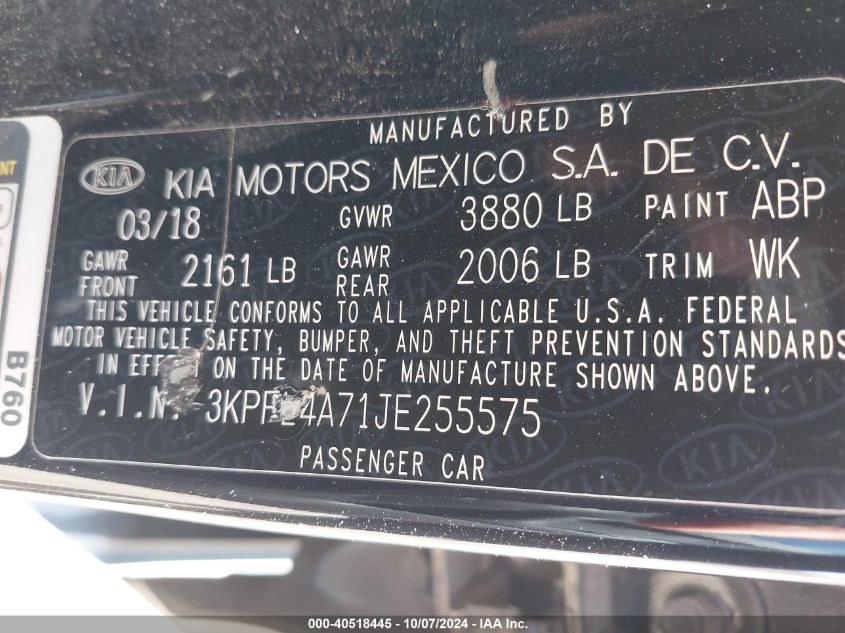 MANUFACTURED BY
KIA KIA MOTORS MEXICO S.A. DE C.V.
03/18 GVWR 3880 LB PAINT ABP
GAWR FRONT 2161 LB GAWR REAR 2006 LB TRIM WK
THIS VEHICLE CONFORMS TO ALL APPLICABLE U.S.A. FEDERAL
MOTOR VEHICLE SAFETY, BUMPER, AND THEFT PREVENTION STANDARDS
IN ON THE DATE OF MANUFACTURE SHOWN ABOVE.
V.I.N.
PASSENGER CAR
B760
000-40518445 - 10/07/2024 - IAA Inc.